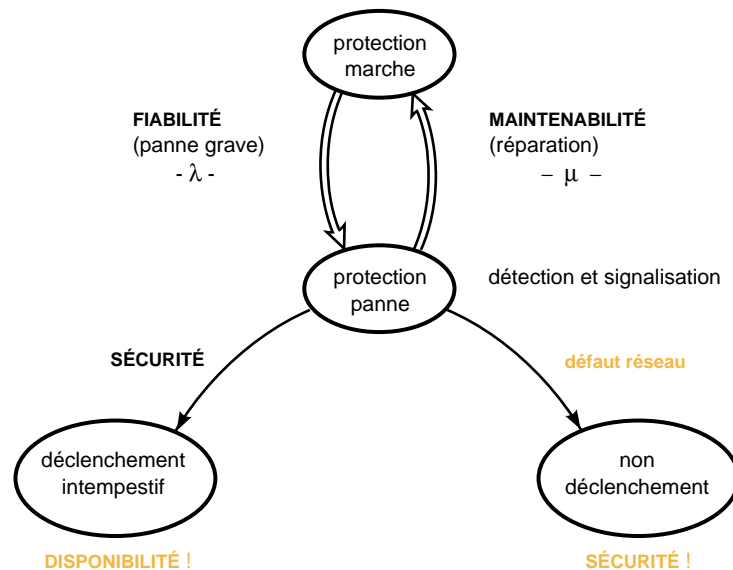 protection
marche
FIABILITÉ
(panne grave)
- λ -
MAINTENABILITÉ
(réparation)
– μ –
protection
panne
détection et signalisation
SÉCURITÉ
défaut réseau
déclenchement
intempestif
non
déclenchement
DISPONIBILITÉ !
SÉCURITÉ !